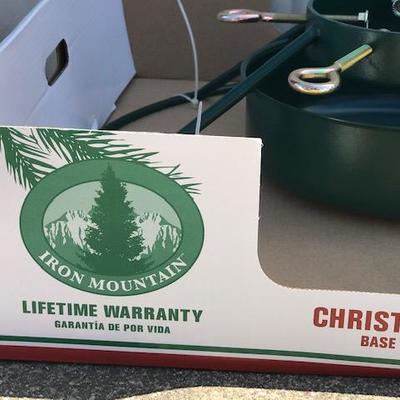 IRON MOUNTAIN
LIFETIME WARRANTY
GARANTÍA DE POR VIDA
CHRIST
BASE